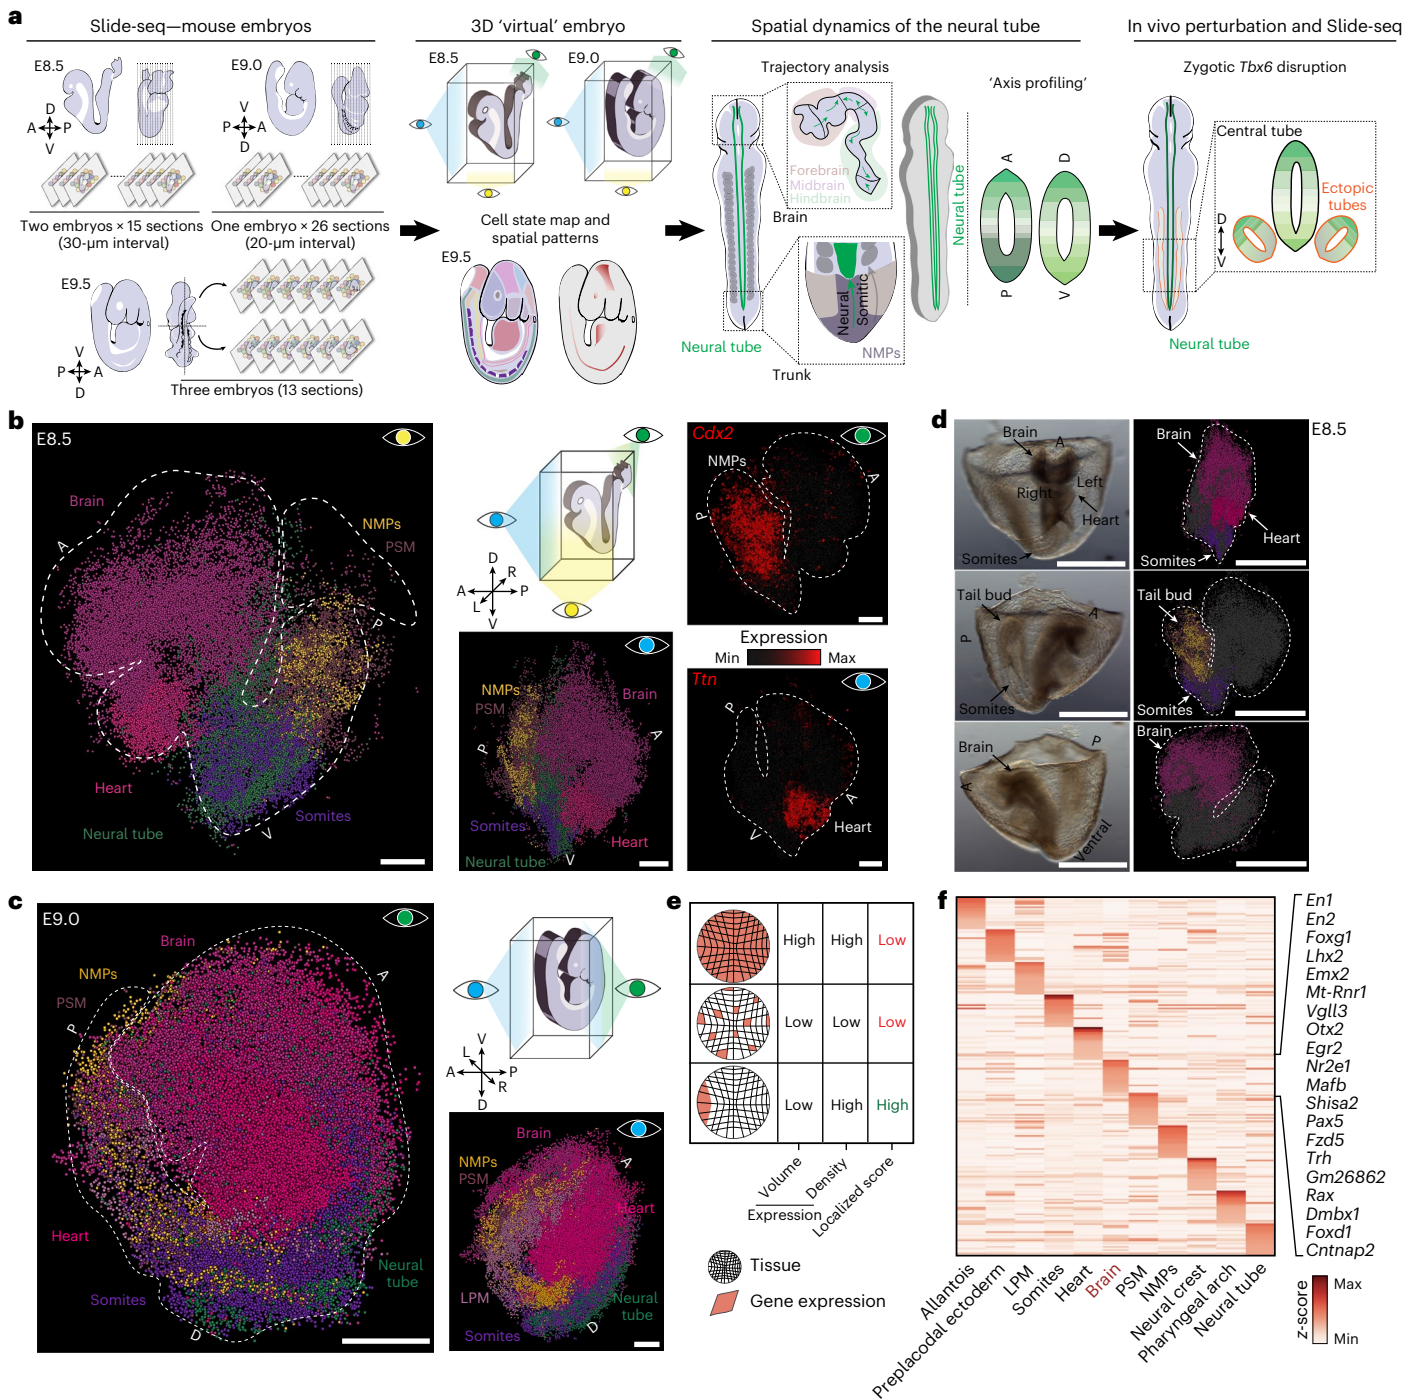 a
Slide-seq—mouse embryos
3D ‘virtual’ embryo
Spatial dynamics of the neural tube
In vivo perturbation and Slide-seq
E8.5
D
A
P
V
E9.0
V
P
A
D
Two embryos × 15 sections
(30-µm interval)
One embryo × 26 sections
(20-µm interval)
E9.5
V
P
A
D
Three embryos (13 sections)
E8.5
E9.0
Cell state map and
spatial patterns
E9.5
Trajectory analysis
Forebrain
Midbrain
Hindbrain
Brain
Neural
Somitic
NMPs
Neural tube
Trunk
Neural tube
‘Axis profiling’
A
D
P
V
Zygotic Tbx6 disruption
Central tube
Ectopic
tubes
D
V
Neural tube
b
E8.5
Brain
A
NMPs
PSM
P
Heart
Neural tube
Somites
V
D
R
A
P
L
V
NMPs
PSM
Brain
P
A
Somites
Heart
Neural tube
V
Cdx2
NMPs
A
P
Expression
Min
Max
Ttn
P
A
V
Heart
d
E8.5
Brain
A
Right
Left
Heart
Somites
Brain
Heart
Somites
Tail bud
A
P
Somites
Tail bud
Somites
Brain
P
A
Ventral
Brain
c
E9.0
Brain
NMPs
PSM
P
A
Heart
Somites
Neural
tube
D
V
L
A
P
R
D
Brain
NMPs
PSM
A
Heart
LPM
Neural
tube
Somites
D
e
High
High
Low
Low
Low
Low
Low
High
High
Volume
Density
Localized score
Expression
Tissue
Gene expression
f
En1
En2
Foxg1
Lhx2
Emx2
Mt-Rnr1
Vgll3
Otx2
Egr2
Nr2e1
Mafb
Shisa2
Pax5
Fzd5
Trh
Gm26862
Rax
Dmbx1
Foxd1
Cntnap2
Allantois
Preplacodal ectoderm
LPM
Somites
Heart
Brain
PSM
NMPs
Neural crest
Pharyngeal arch
Neural tube
z-score
Max
Min